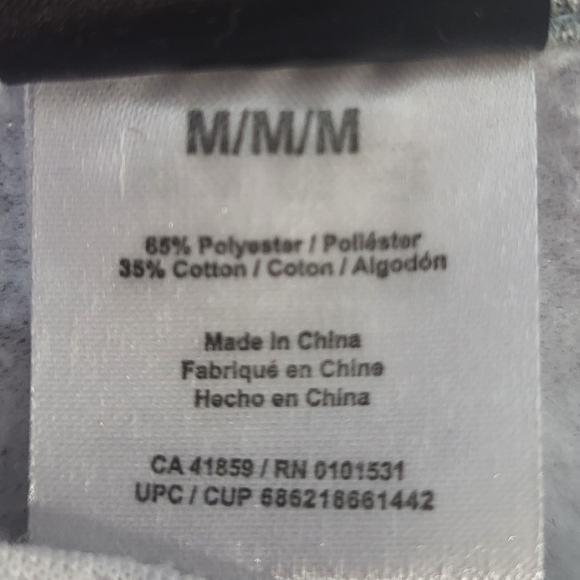 M/M/M
65% Polyester / Poliéster
35% Cotton / Coton / Algodón
Made in China
Fabriqué en Chine
Hecho en China
CA 41859 / RN 0101531
UPC / CUP 686218661442